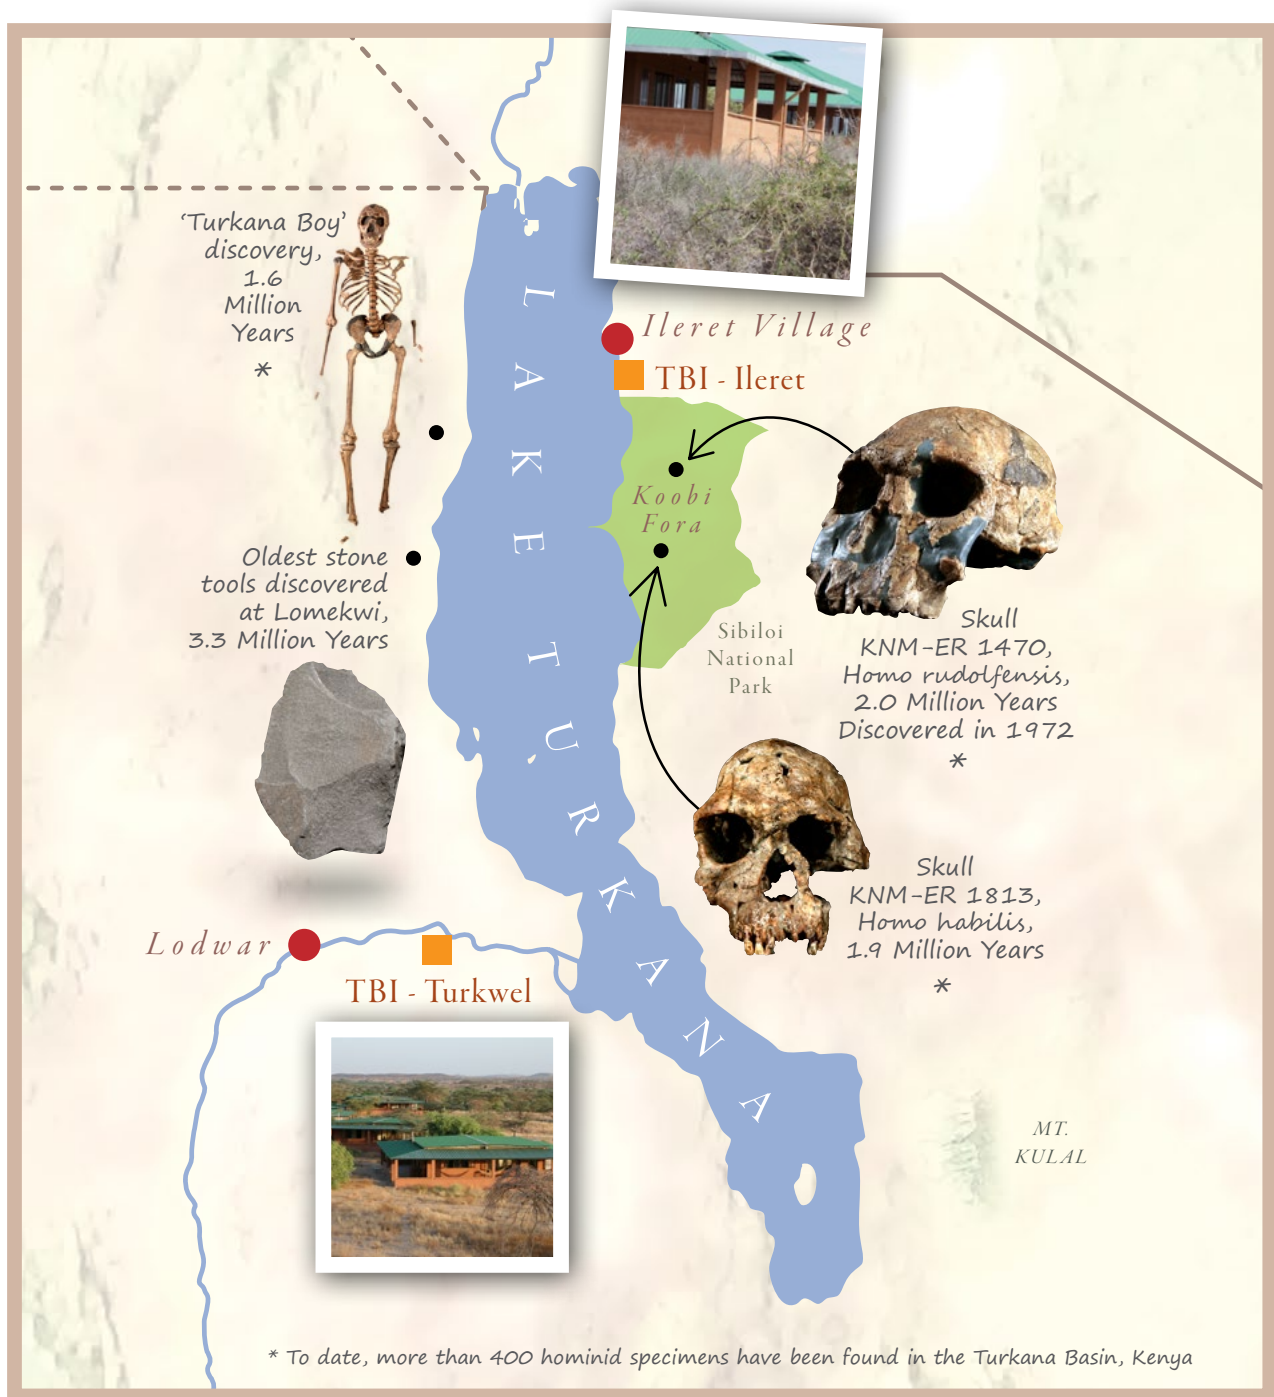 ‘Turkana Boy’
discovery,
1.6
Million
Years
*
LAKE TURKANA
Ileret Village
TBI - Ileret
Koobi
Fora
Oldest stone
tools discovered
at Lomekwi,
3.3 Million Years
Sibiloi
National
Park
Skull
KNM-ER 1470,
Homo rudolfensis,
2.0 Million Years
Discovered in 1972
*
Skull
KNM-ER 1813,
Homo habilis,
1.9 Million Years
*
Lodwar
TBI - Turkwel
MT.
KULAL
* To date, more than 400 hominid specimens have been found in the Turkana Basin, Kenya